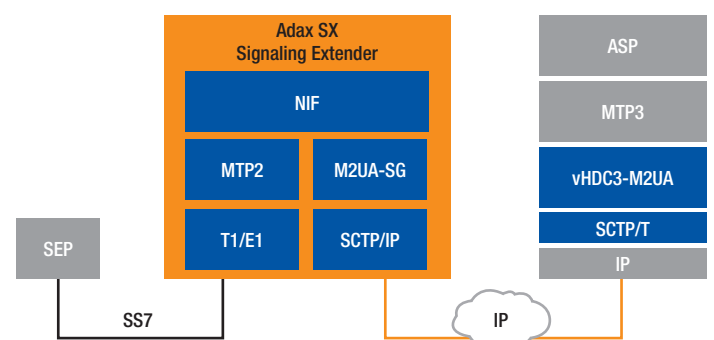 Adax SX
Signaling Extender
NIF
MTP2
M2UA-SG
T1/E1
SCTP/IP
SEP
SS7
ASP
MTP3
vHDC3-M2UA
SCTP/T
IP
IP